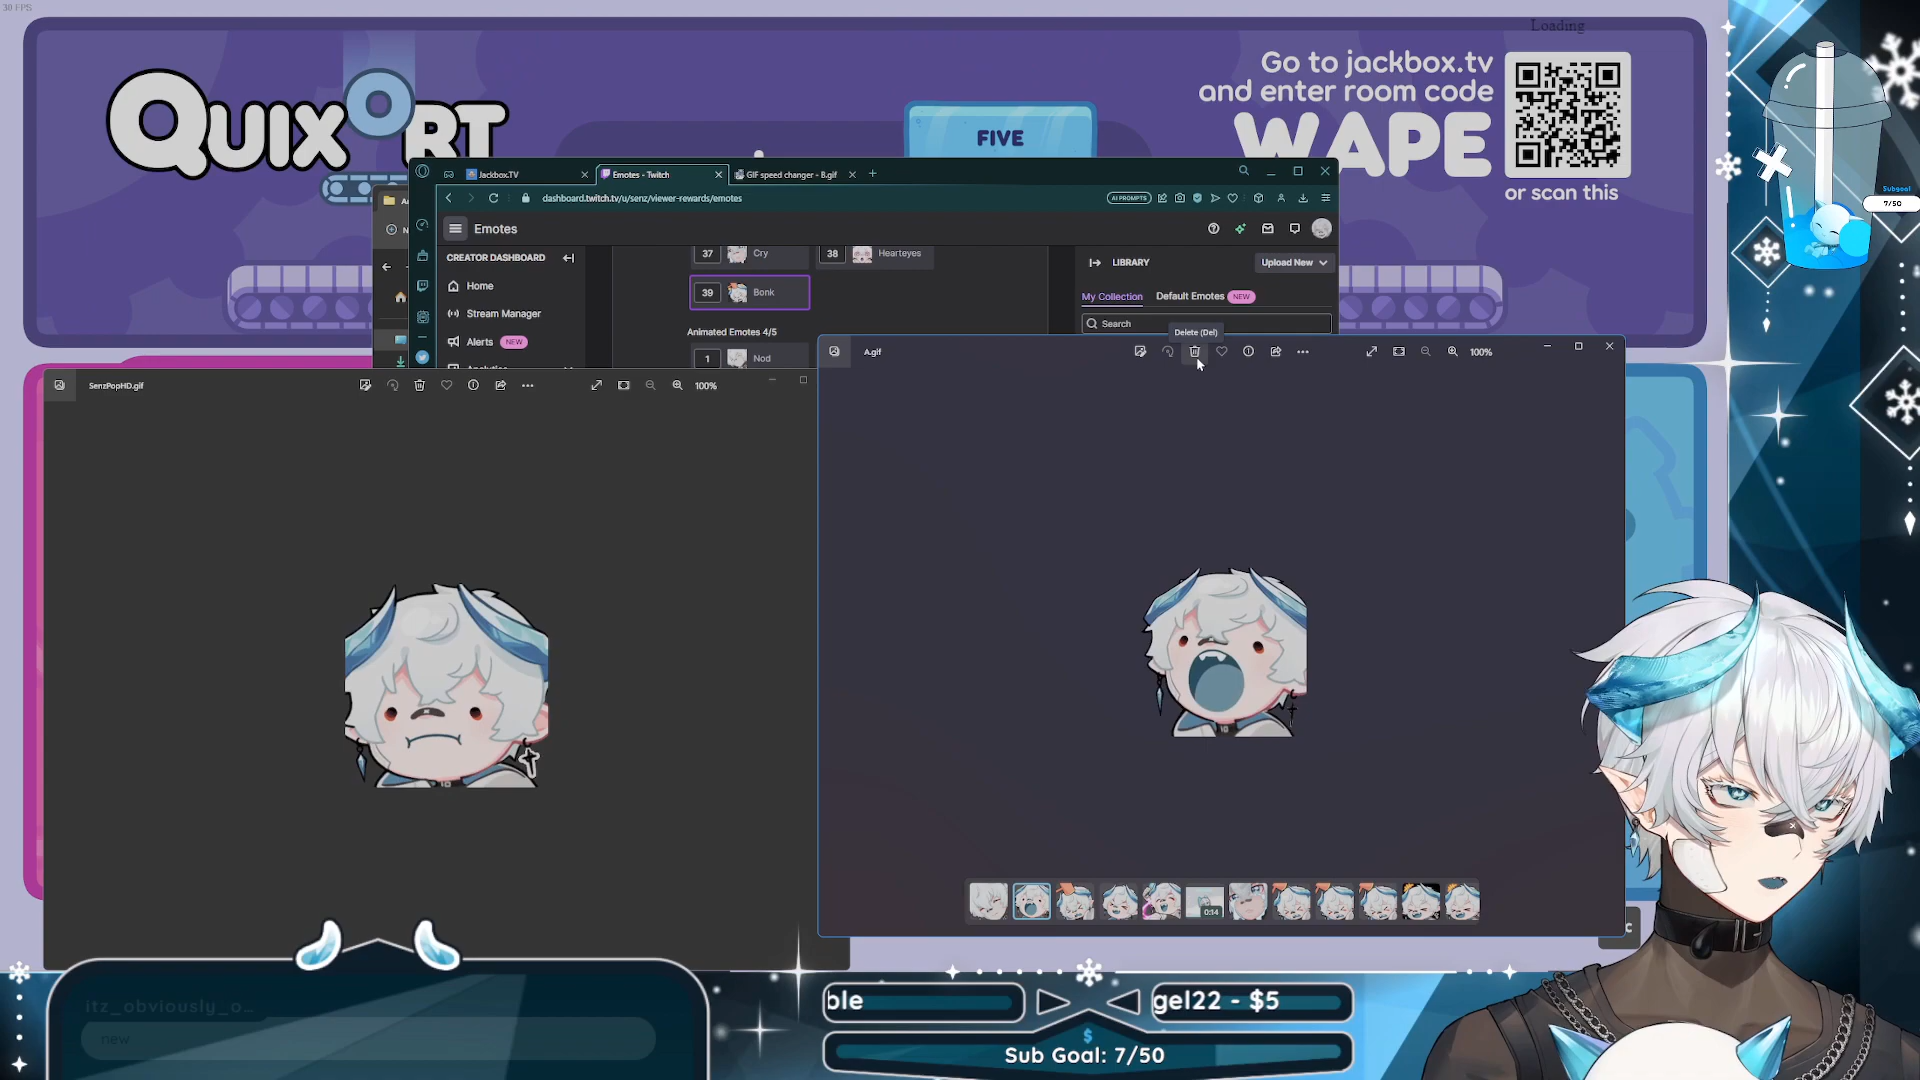 30 FPS
Loading
QUIXORT
FIVE
Go to jackbox.tv
and enter room code
WAPE
or scan this
Subgoal
7/50
Jackbox.TV
Emotes - Twitch
GIF speed changer - B.gif
dashboard.twitch.tv/u/senz/viewer-rewards/emotes
AI PROMPTS
Emotes
CREATOR DASHBOARD
Home
Stream Manager
Alerts NEW
37 Cry
38 Hearteyes
39 Bonk
Animated Emotes 4/5
1 Nod
LIBRARY
Upload New
My Collection
Default Emotes NEW
Search
Delete (Del)
SenzPopHD.gif
100%
A.gif
100%
0:14
itz_obviously_o...
new
ble
gel22 - $5
$
Sub Goal: 7/50